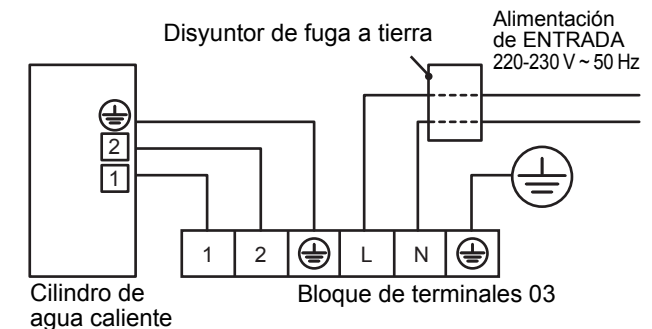 Disyuntor de fuga a tierra
Alimentación
de ENTRADA
220-230 V ~ 50 Hz
2
1
1 2 L N
Cilindro de
agua caliente
Bloque de terminales 03